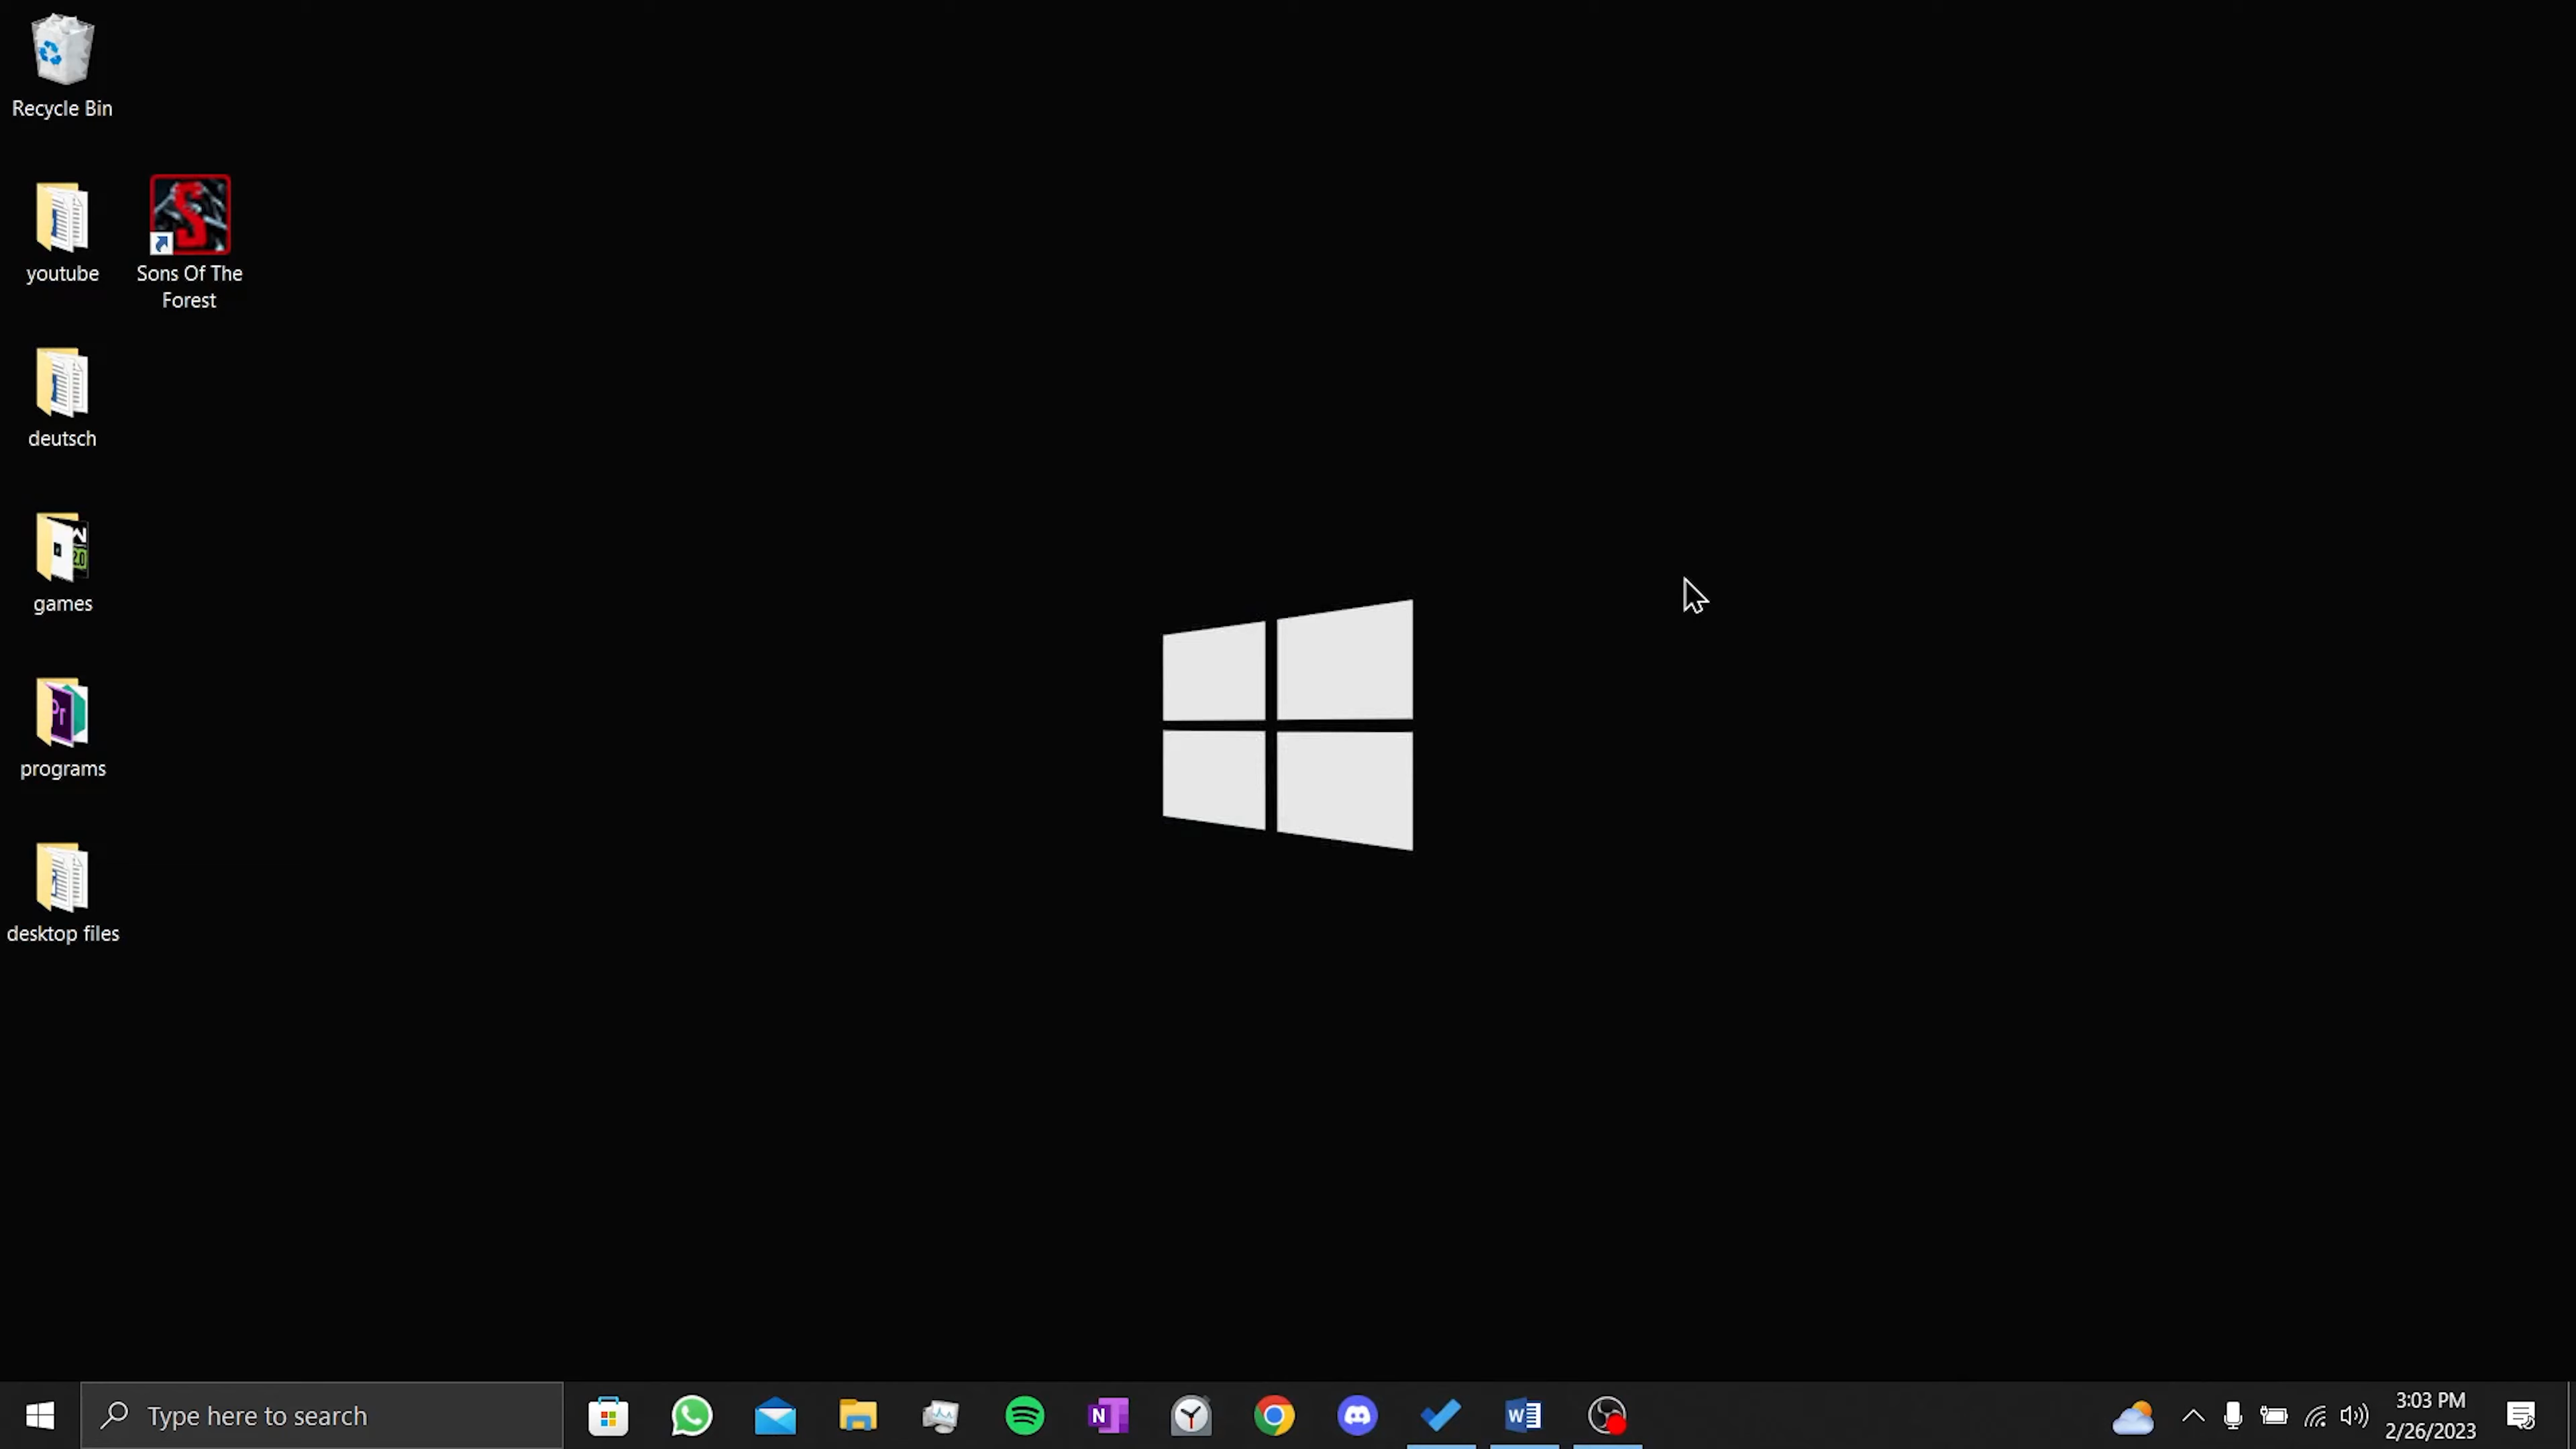 Recycle Bin
youtube
Sons Of The
Forest
deutsch
games
programs
desktop files
Type here to search
3:03 PM
2/26/2023